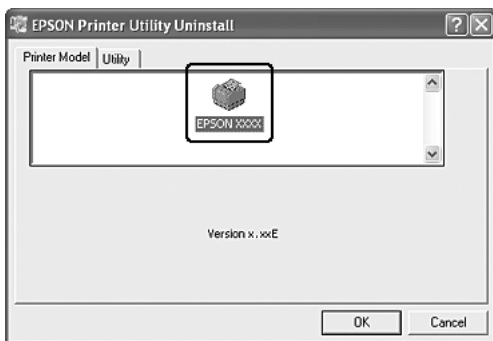 EPSON Printer Utility Uninstall
Printer Model Utility
EPSON XXXX
Version x.xxE
OK Cancel